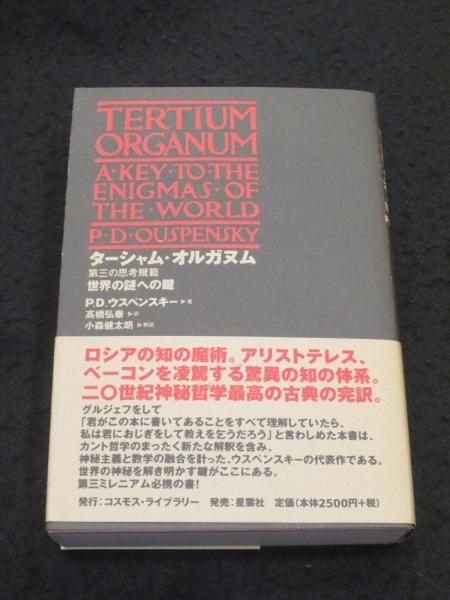 TERTIUM
ORGANUM
A·KEY·TO·THE
ENIGMAS·OF
THE·WORLD
P·D·OUSPENSKY
ターシャム・オルガヌム
第三の思考規範
世界の謎への鍵
P.D.ウスペンスキー▶著
高橋弘泰▶訳
小森健太朗▶解説
ロシアの知の魔術。アリストテレス、
ベーコンを凌駕する驚異の知の体系。
二〇世紀神秘哲学最高の古典の完訳。
グルジェフをして
「君がこの本に書いてあることをすべて理解していたら、
私は君におじぎをして教えを乞うだろう」と言わしめた本書は、
カント哲学のまったく新たな解釈を含み、
神秘主義と数学の融合を計った、ウスペンスキーの代表作である。
世界の神秘を解き明かす鍵がここにある。
第三ミレニアム必携の書!
発行:コスモス・ライブラリー 発売:星雲社 定価(本体2500円+税)